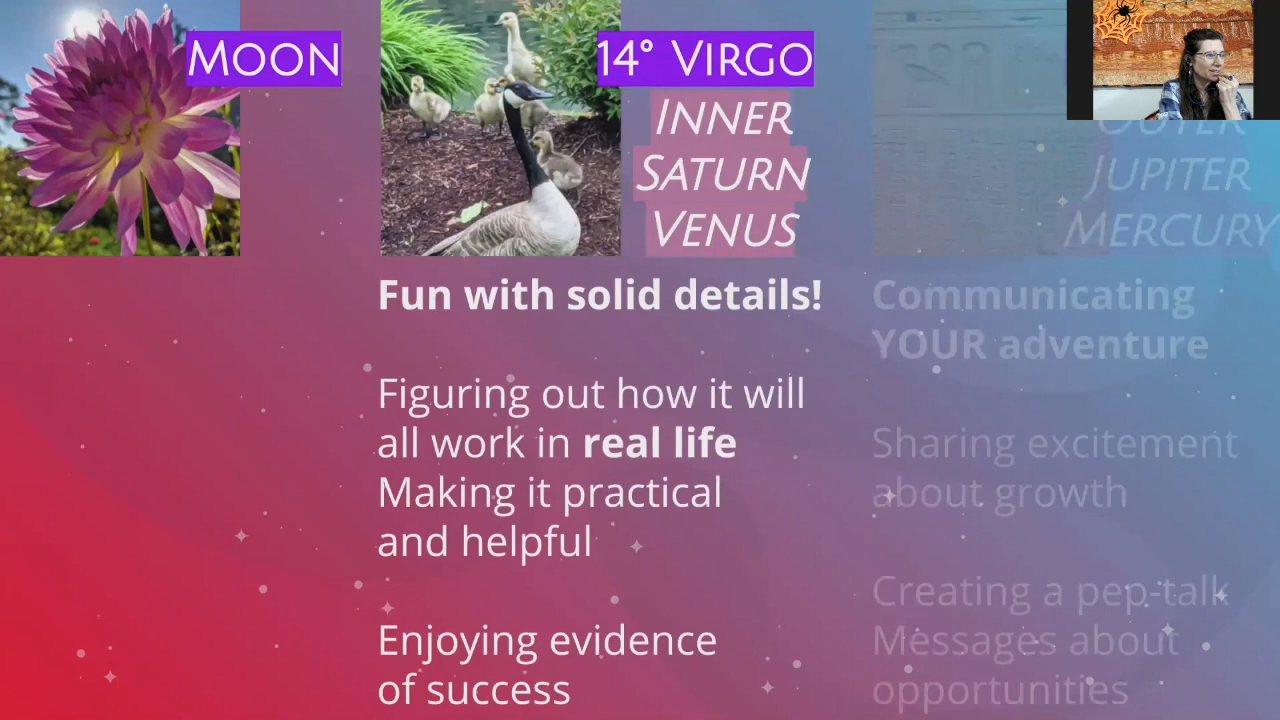 MOON
14° VIRGO
INNER
SATURN
VENUS
Fun with solid details!
Figuring out how it will
all work in real life
Making it practical
and helpful
Enjoying evidence
of success
OUTER
JUPITER
MERCURY
Communicating
YOUR adventure
Sharing excitement
about growth
Creating a pep-talk
Messages about
opportunities